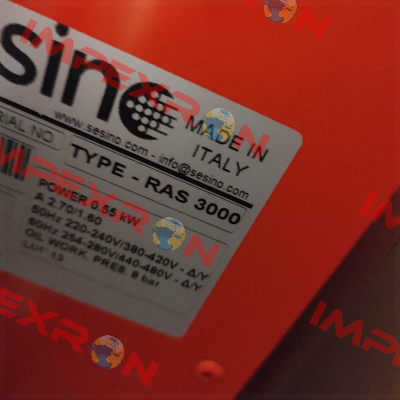 sino
MADE IN
ITALY
www.sesino.com - info@sesino.com
RIAL NO
TYPE - RAS 3000
POWER 0.55 kW
A 2.70/1.60
50Hz 220-240V/380-420V - Δ/Y
60Hz 254-280V/440-480V - Δ/Y
OIL WORK. PRES. 8 bar
13
IMPEXRON
IMPEXRON
IMPEXRON
IMPEXRON